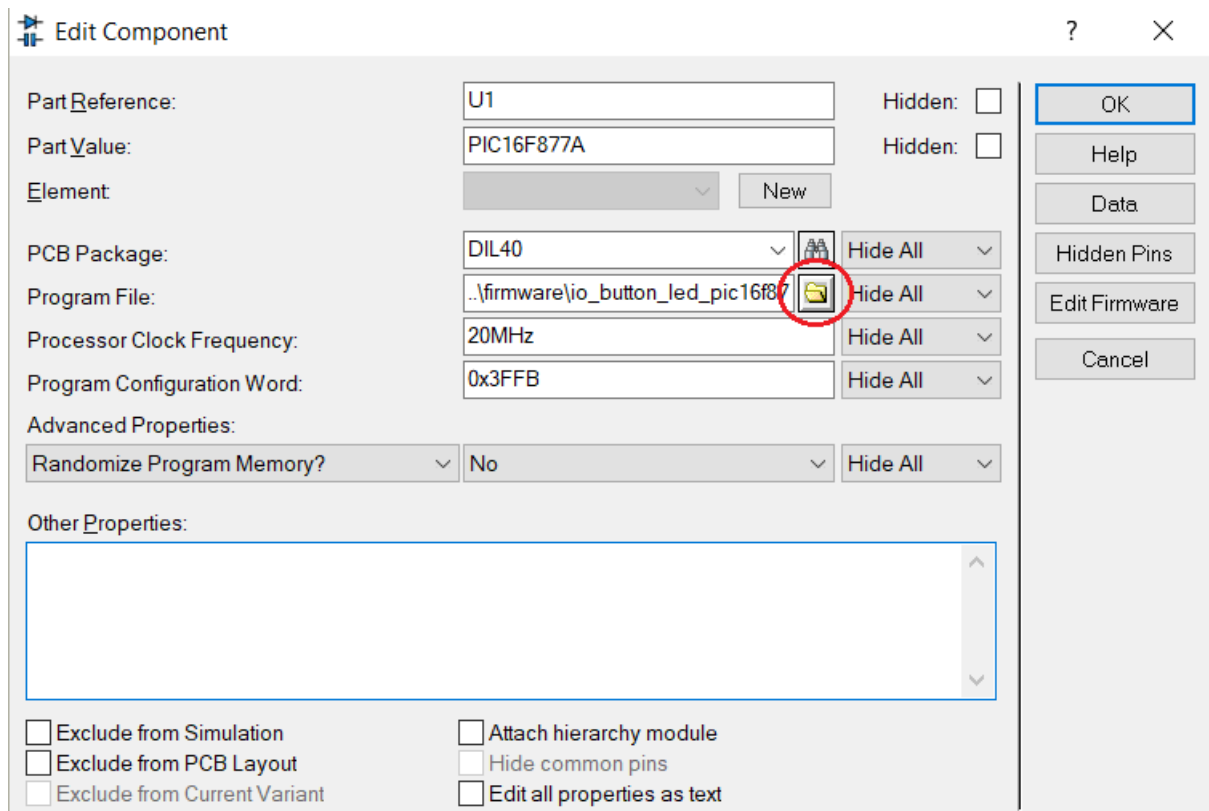 Edit Component ?
Part Reference: U1 Hidden: OK
Part Value: PIC16F877A Hidden: Help
Element: New Data
PCB Package: DIL40 Hide All Hidden Pins
Program File: ..\firmware\io_button_led_pic16f87 Hide All Edit Firmware
Processor Clock Frequency: 20MHz Hide All
Program Configuration Word: 0x3FFB Hide All Cancel
Advanced Properties:
Randomize Program Memory? No Hide All
Other Properties:
Exclude from Simulation Attach hierarchy module
Exclude from PCB Layout Hide common pins
Exclude from Current Variant Edit all properties as text